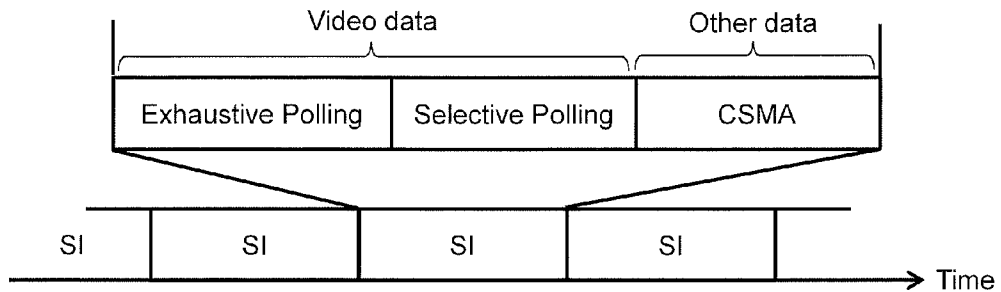 Video data
Other data
Exhaustive Polling
Selective Polling
CSMA
SI
SI
SI
SI
Time